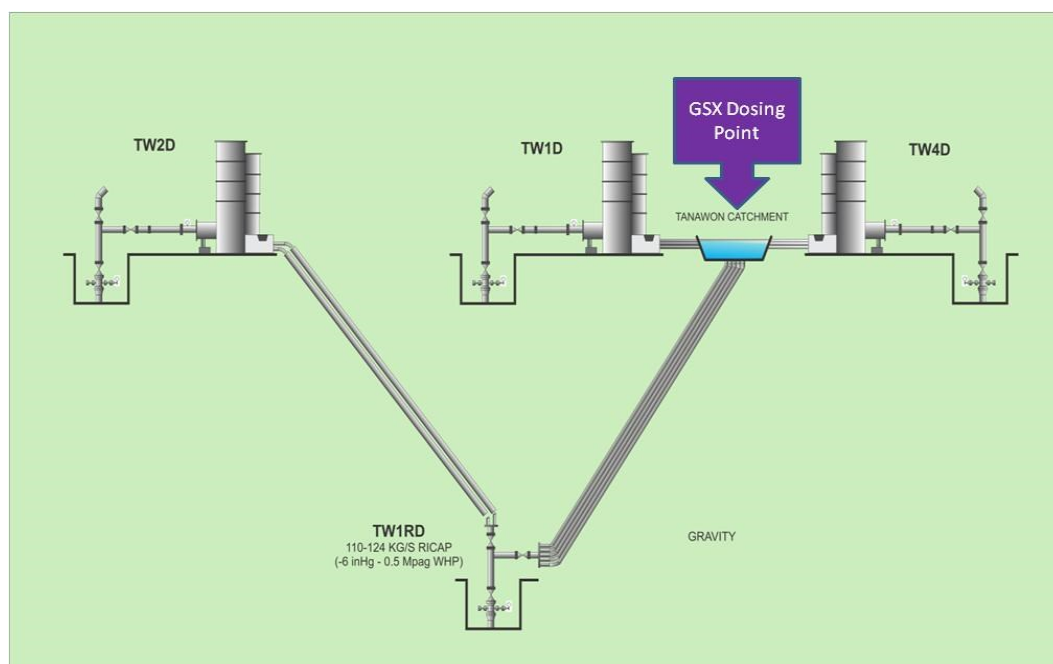 GSX Dosing
Point
TW2D
TW1D
TW4D
TANAWON CATCHMENT
TW1RD
110-124 KG/S RICAP
(-6 inHg - 0.5 Mpag WHP)
GRAVITY